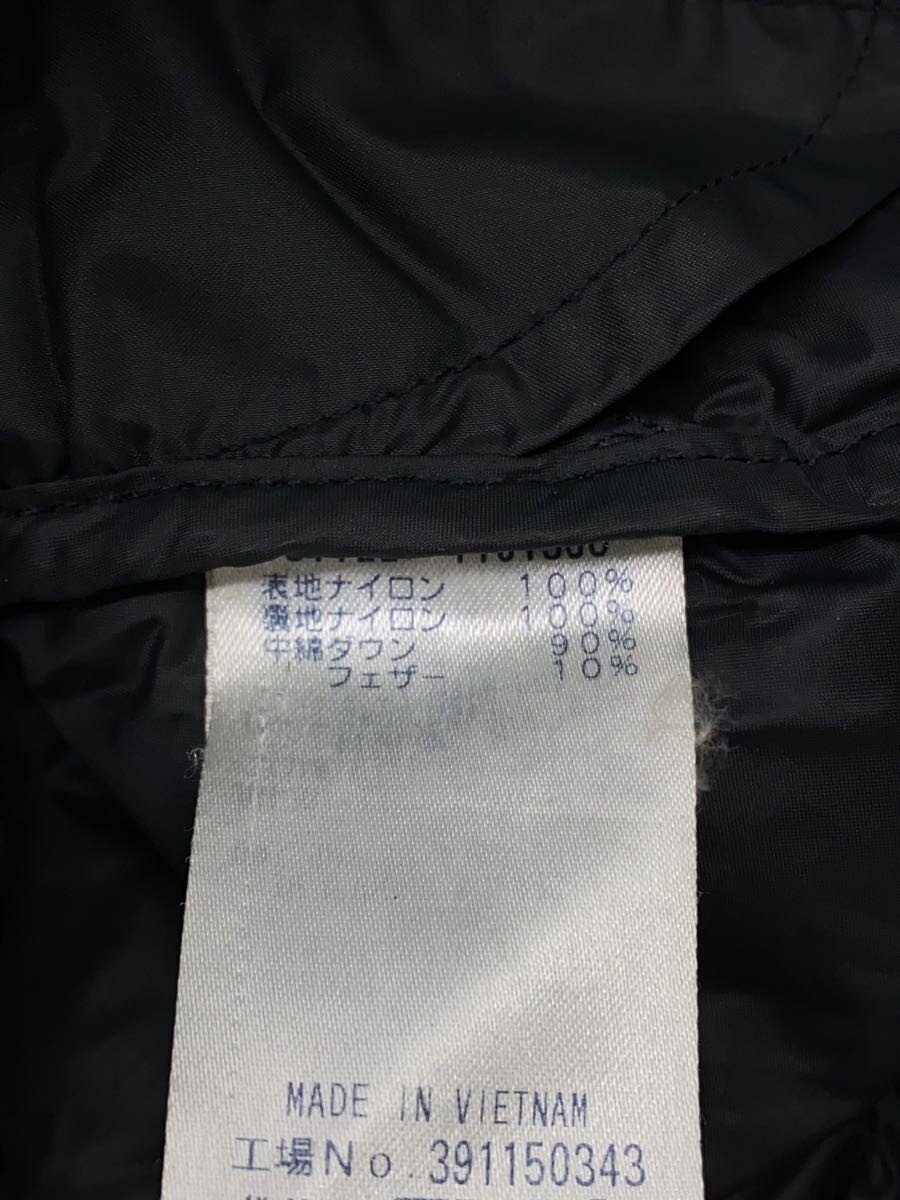 表地ナイロン 100%
裏地ナイロン 100%
中綿ダウン 90%
フェザー 10%
MADE IN VIETNAM
工場No.391150343